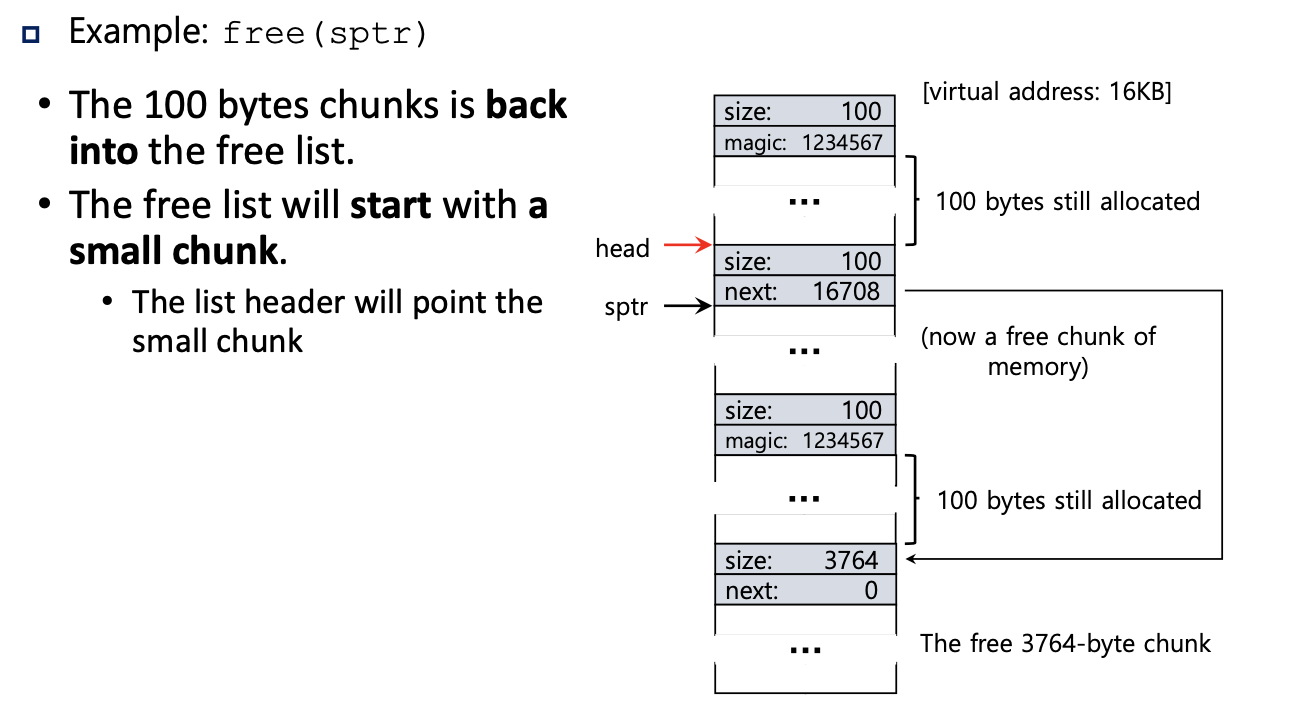 Example: free(sptr)
• The 100 bytes chunks is back
into the free list.
• The free list will start with a
small chunk.
• The list header will point the
small chunk
[virtual address: 16KB]
size: 100
magic: 1234567
...
100 bytes still allocated
head
size: 100
next: 16708
sptr
...
(now a free chunk of
memory)
size: 100
magic: 1234567
...
100 bytes still allocated
size: 3764
next: 0
...
The free 3764-byte chunk